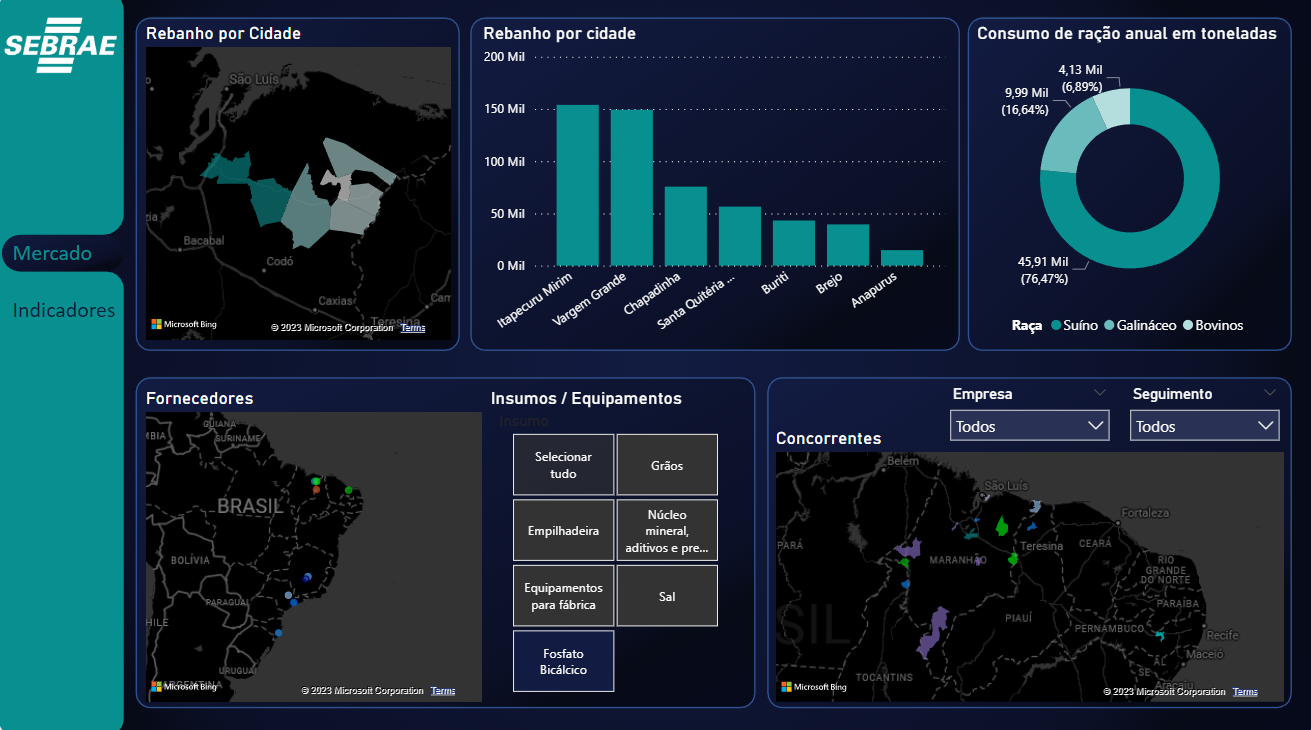 SEBRAE
Mercado
Indicadores
Rebanho por Cidade
São Luís
Bacabal
Codó
Caxias
Teresina
Microsoft Bing
© 2023 Microsoft Corporation Terms
Rebanho por cidade
200 Mil
150 Mil
100 Mil
50 Mil
0 Mil
Itapecuru Mirim
Vargem Grande
Chapadinha
Santa Quitéria ...
Buriti
Brejo
Anapurus
Consumo de ração anual em toneladas
4,13 Mil
(6,89%)
9,99 Mil
(16,64%)
45,91 Mil
(76,47%)
Raça Suíno Galináceo Bovinos
Fornecedores
GUIANA
SURINAME
BRASIL
BOLÍVIA
PARAGUAI
HILE
URUGUAI
ARGENTINA
Microsoft Bing
© 2023 Microsoft Corporation Terms
Insumos / Equipamentos
Insumo
Selecionar
tudo
Grãos
Empilhadeira
Núcleo
mineral,
aditivos e pre...
Equipamentos
para fábrica
Sal
Fosfato
Bicálcico
Empresa
Todos
Seguimento
Todos
Concorrentes
Belém
São Luís
Fortaleza
PARÁ
MARANHÃO
Teresina
CEARÁ
RIO
GRANDE
DO NORTE
PARAÍBA
PIAUÍ
PERNAMBUCO
Recife
Maceió
AL
SE
Aracaju
SIL
TOCANTINS
Microsoft Bing
© 2023 Microsoft Corporation Terms